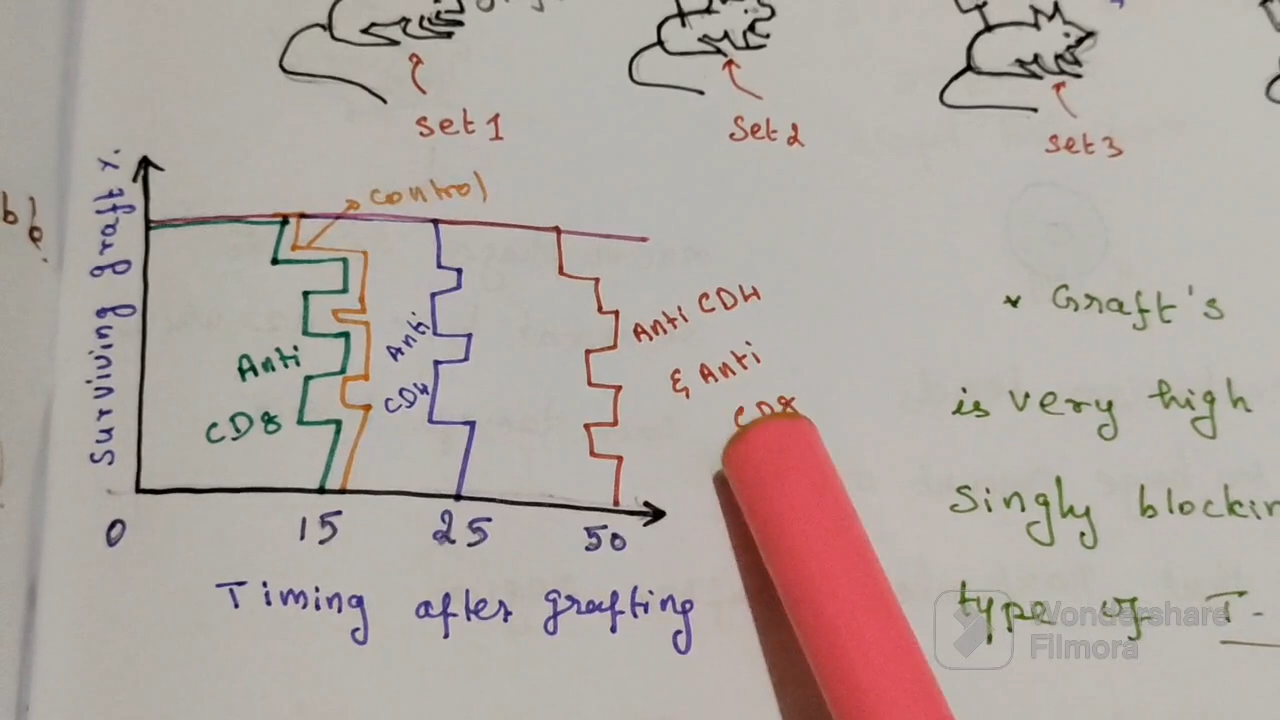 Set 1
Set 2
Set 3
b)
Surviving graft %.
Control
Anti
CD8
Anti
CD4
Anti CD4
& Anti
CD8
0
15
25
50
Timing after grafting
* Graft's
is very high
Singly blockin
type of T-
Wondershare
Filmora